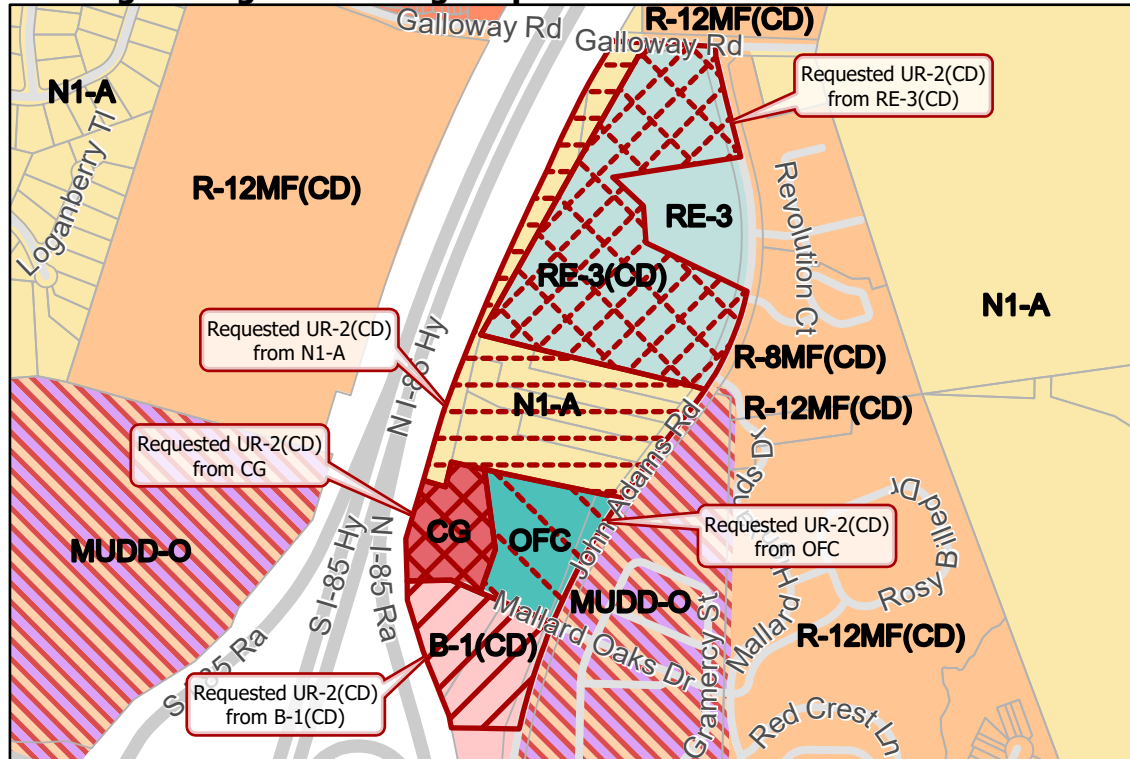 R-12MF(CD)
Galloway Rd
Galloway Rd
Requested UR-2(CD)
from RE-3(CD)
N1-A
Loganberry Tl
R-12MF(CD)
Revolution Ct
RE-3
RE-3(CD)
N1-A
Requested UR-2(CD)
from N1-A
N I-85 Hy
R-8MF(CD)
N1-A
R-12MF(CD)
John Adams Rd
Requested UR-2(CD)
from CG
Requested UR-2(CD)
from OFC
CG
OFC
MUDD-O
S I-85 Hy
N I-85 Ra
Rosy Billed Dr
MUDD-O
Mallard Oaks Dr
Gramercy St
Mallard
R-12MF(CD)
B-1(CD)
S I-85 Ra
Requested UR-2(CD)
from B-1(CD)
Red Crest Ln